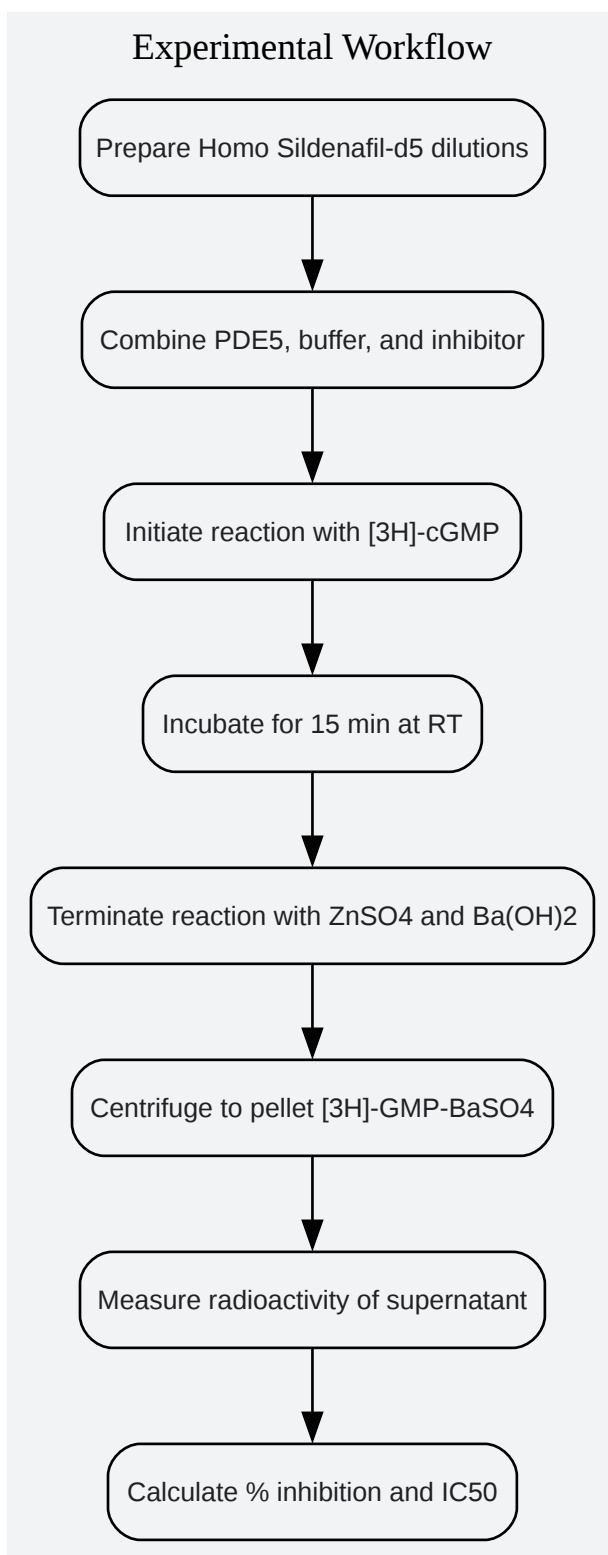 Experimental Workflow
Prepare Homo Sildenafil-d5 dilutions
Combine PDE5, buffer, and inhibitor
Initiate reaction with [3H]-cGMP
Incubate for 15 min at RT
Terminate reaction with ZnSO4 and Ba(OH)2
Centrifuge to pellet [3H]-GMP-BaSO4
Measure radioactivity of supernatant
Calculate % inhibition and IC50